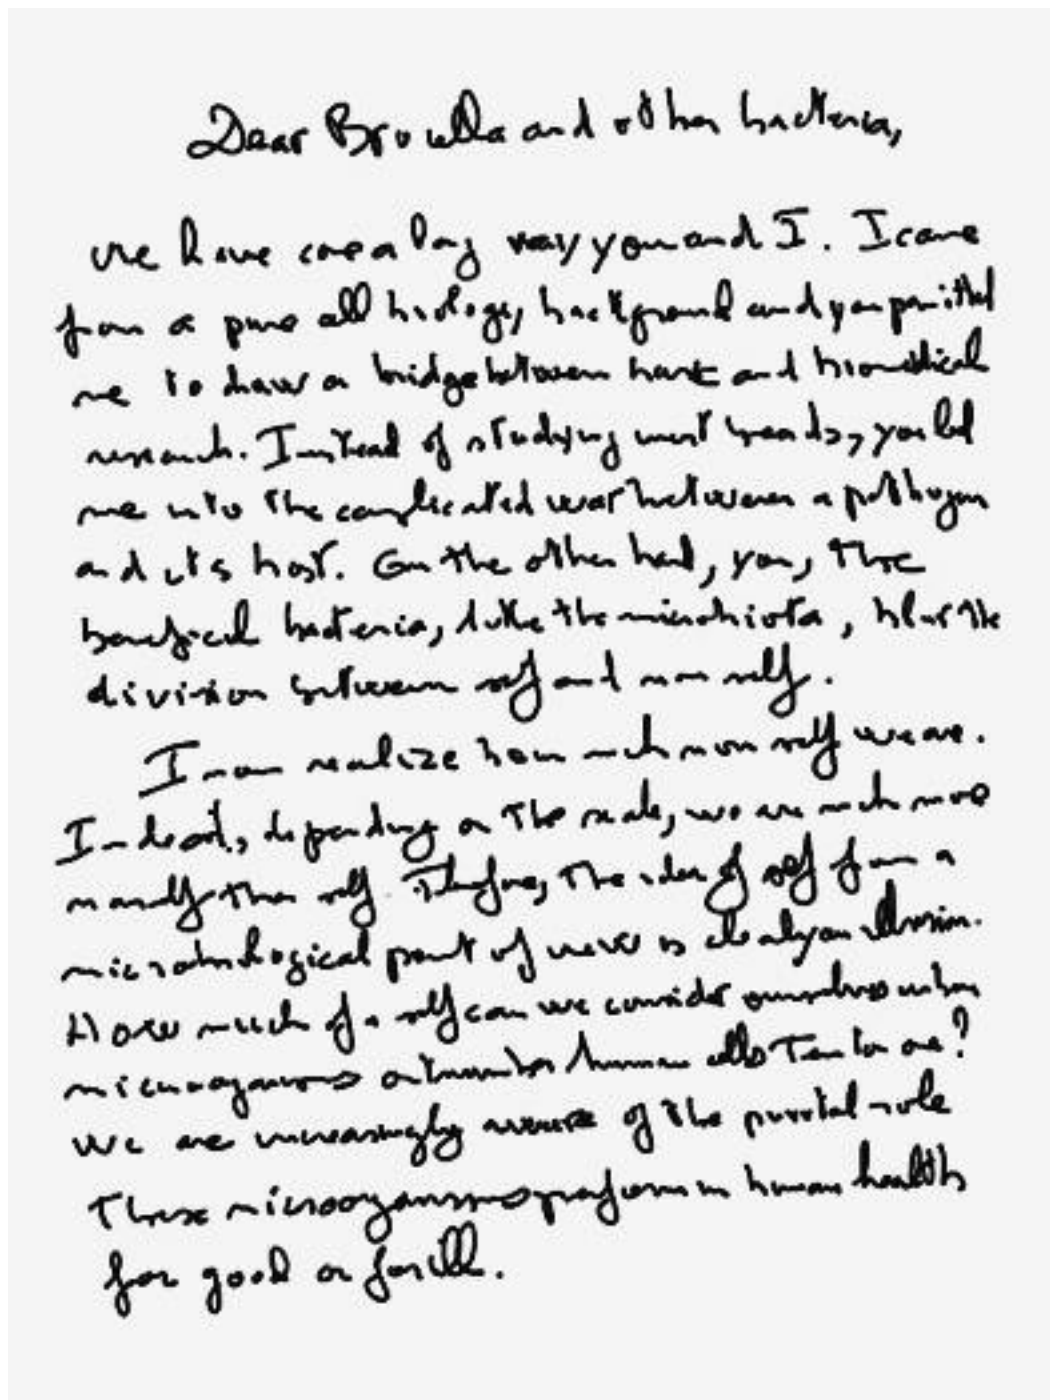 Dear Brucella and other bacteria,
We have come a long way you and I. I came
from a pure cell biology, background and you permitted
me to draw a bridge between basic and biomedical
research. Instead of studying yeasts, you led
me into the complicated war between a pathogen
and its host. On the other hand, you, the
beneficial bacteria, like the microbiota, blur the
division between self and non self.
I now realize how much non self we are.
Indeed, depending on the scale, we are much more
nonself than self. Therefore, the idea of self from a
microbiological point of view is clearly an illusion.
How much of a self can we consider ourselves when
microorganisms outnumber human cells Ten to one?
We are increasingly aware of the pivotal role
These microorganisms perform in human health
for good or for ill.